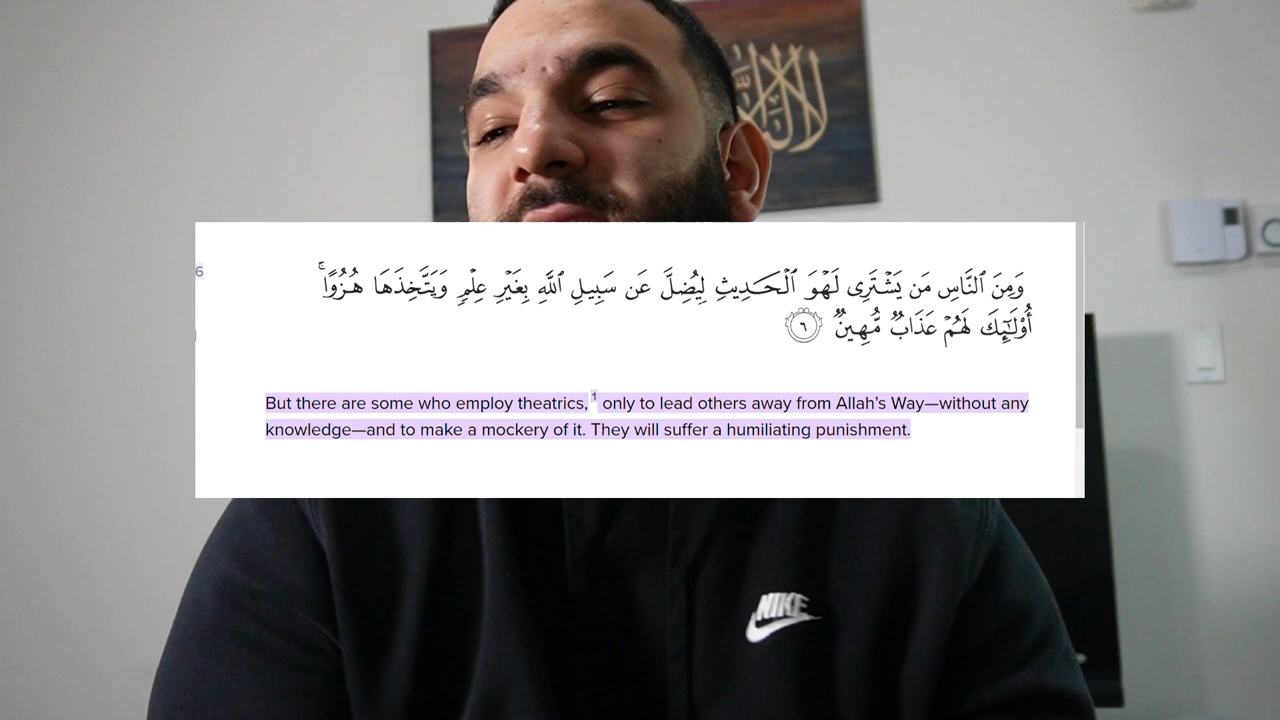 6
وَمِنَ ٱلنَّاسِ مَن يَشْتَرِى لَهْوَ ٱلْحَدِيثِ لِيُضِلَّ عَن سَبِيلِ ٱللَّهِ بِغَيْرِ عِلْمٍ وَيَتَّخِذَهَا هُزُوًا ۚ
أُو۟لَـٰٓئِكَ لَهُمْ عَذَابٌ مُّهِينٌ ٦
But there are some who employ theatrics,1 only to lead others away from Allah’s Way—without any
knowledge—and to make a mockery of it. They will suffer a humiliating punishment.
NIKE